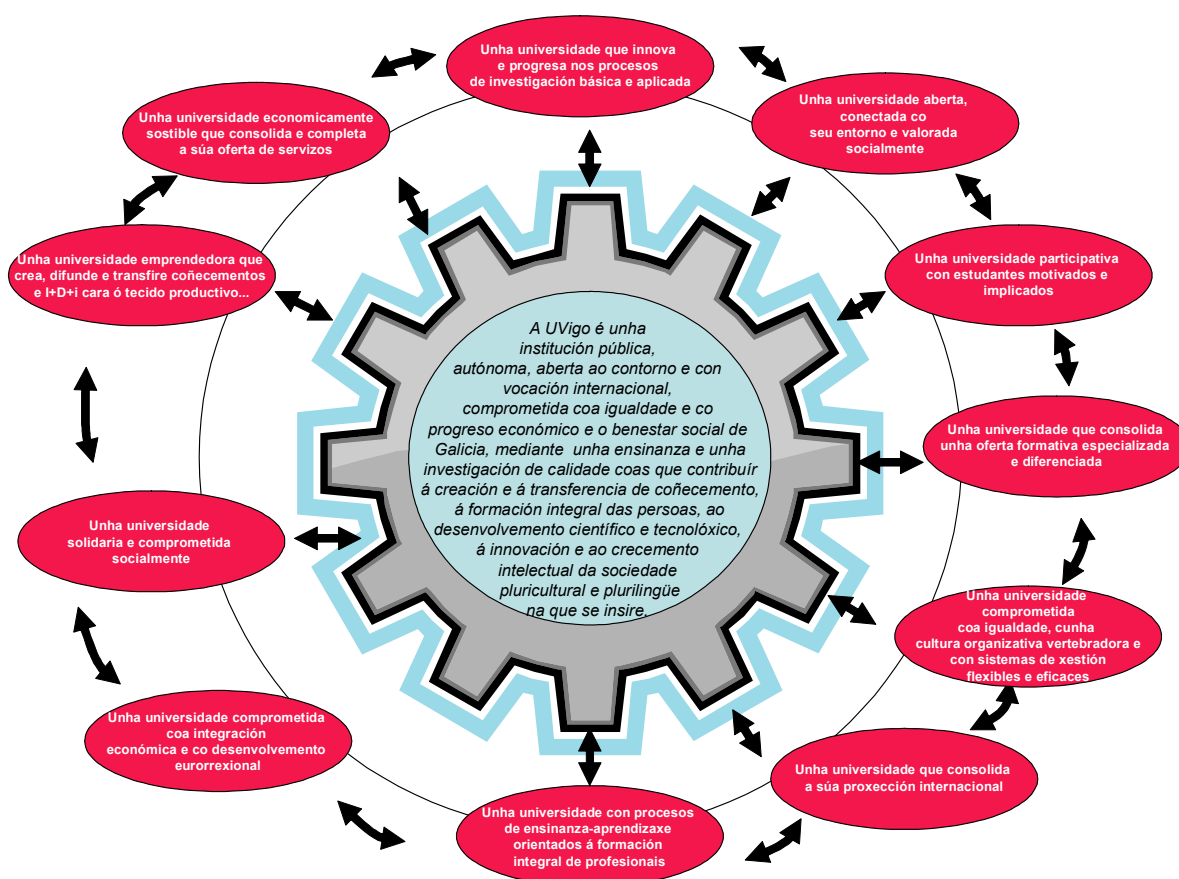 Unha universidade que innova
e progresa nos procesos
de investigación básica e aplicada
Unha universidade aberta,
conectada co
seu entorno e valorada
socialmente
Unha universidade economicamente
sostible que consolida e completa
a súa oferta de servizos
Unha universidade participativa
con estudantes motivados e
implicados
Unha universidade emprendedora que
crea, difunde e transfire coñecementos
e I+D+i cara ó tecido productivo...
A UVigo é unha
institución pública,
autónoma, aberta ao contorno e con
vocación internacional,
comprometida coa igualdade e co
progreso económico e o benestar social de
Galicia, mediante unha ensinanza e unha
investigación de calidade coas que contribuír
á creación e á transferencia de coñecemento,
á formación integral das persoas, ao
desenvolvemento científico e tecnolóxico,
á innovación e ao crecemento
intelectual da sociedade
pluricultural e plurilingüe
na que se insire.
Unha universidade que consolida
unha oferta formativa especializada
e diferenciada
Unha universidade
solidaria e comprometida
socialmente
Unha universidade
comprometida
coa igualdade, cunha
cultura organizativa vertebradora e
con sistemas de xestión
flexibles e eficaces
Unha universidade comprometida
coa integración
económica e co desenvolvemento
eurorrexional
Unha universidade que consolida
a súa proxección internacional
Unha universidade con procesos
de ensinanza-aprendizaxe
orientados á formación
integral de profesionais